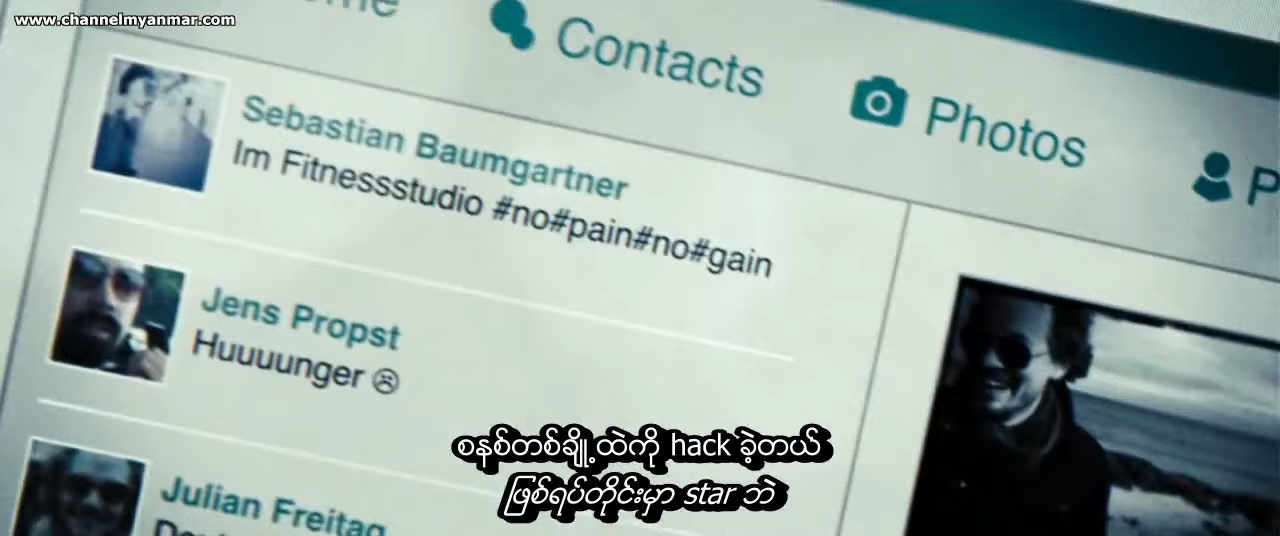 www.channelmyanmar.com
Contacts
Photos
P
Sebastian Baumgartner
Im Fitnessstudio #no#pain#no#gain
Jens Propst
Huuuunger ☹
Julian Freitag
စနစ်တစ်ချို့ထဲကို hack ခဲ့တယ်
ဖြစ်ရပ်တိုင်းမှာ star ဘဲ